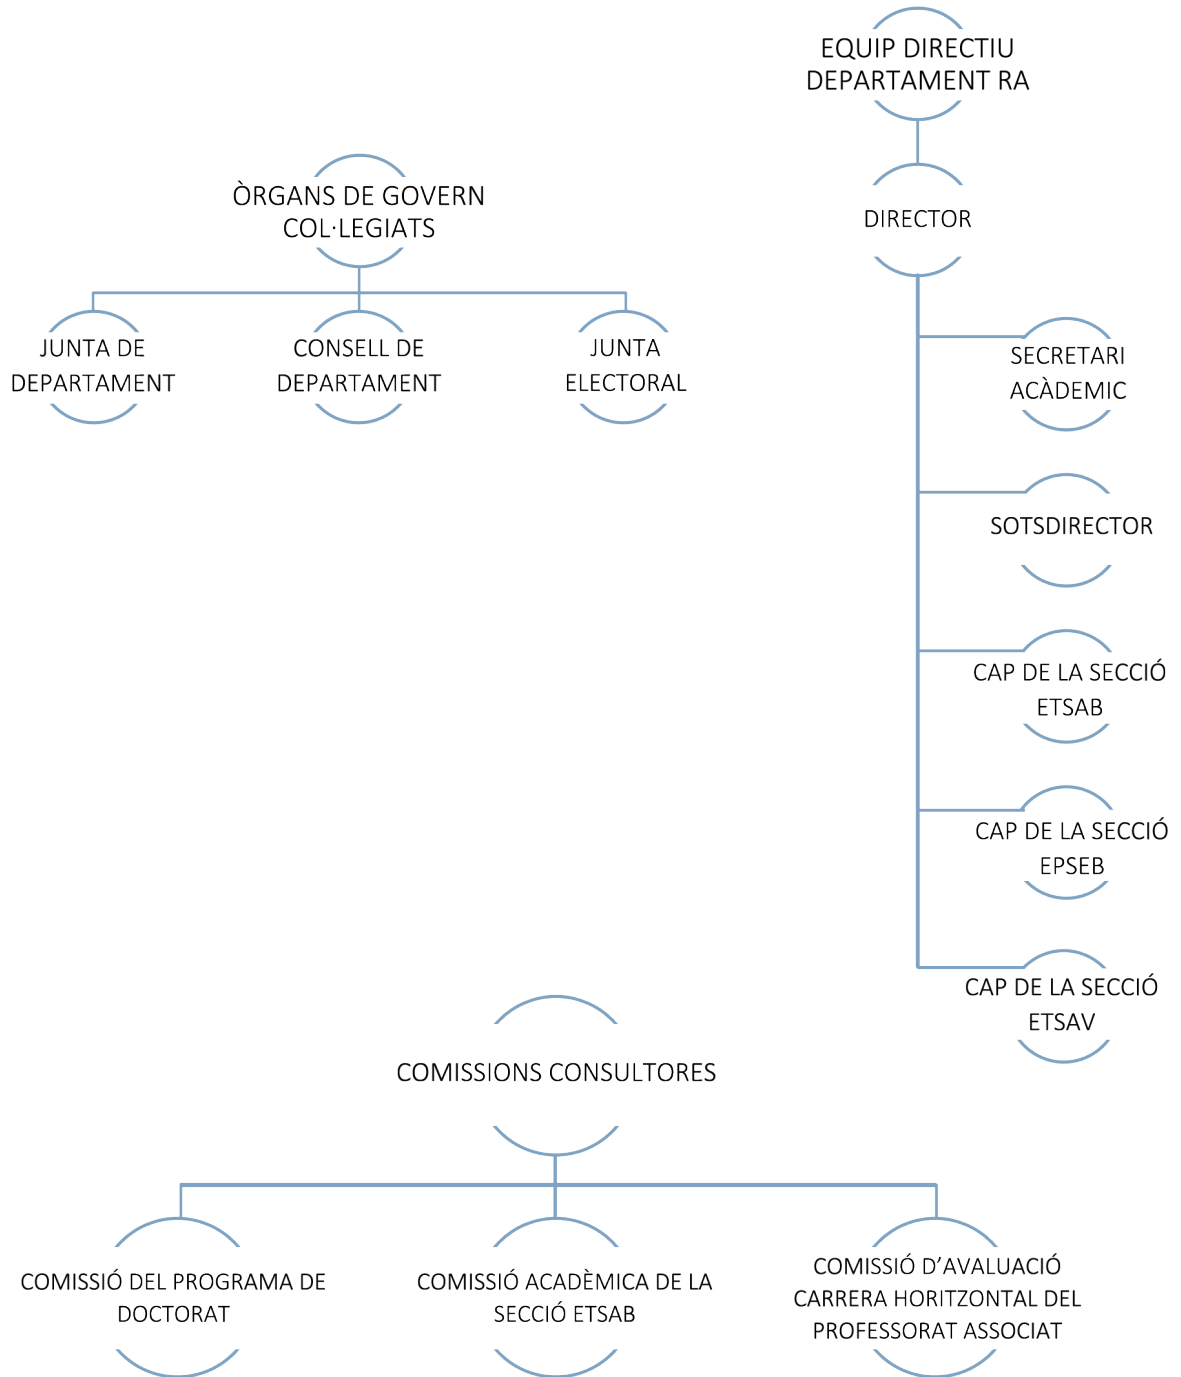 EQUIP DIRECTIU
DEPARTAMENT RA
ÒRGANS DE GOVERN
COL·LEGIATS
DIRECTOR
JUNTA DE
DEPARTAMENT
CONSELL DE
DEPARTAMENT
JUNTA
ELECTORAL
SECRETARI
ACÀDEMIC
SOTSDIRECTOR
CAP DE LA SECCIÓ
ETSAB
CAP DE LA SECCIÓ
EPSEB
CAP DE LA SECCIÓ
ETSAV
COMISSIONS CONSULTORES
COMISSIÓ DEL PROGRAMA DE
DOCTORAT
COMISSIÓ ACADÈMICA DE LA
SECCIÓ ETSAB
COMISSIÓ D’AVALUACIÓ
CARRERA HORITZONTAL DEL
PROFESSORAT ASSOCIAT